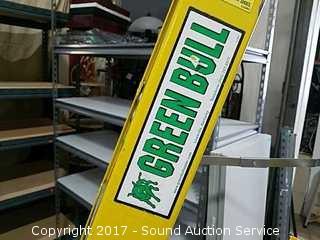 GREEN BULL
Copyright 2017 - Sound Auction Service